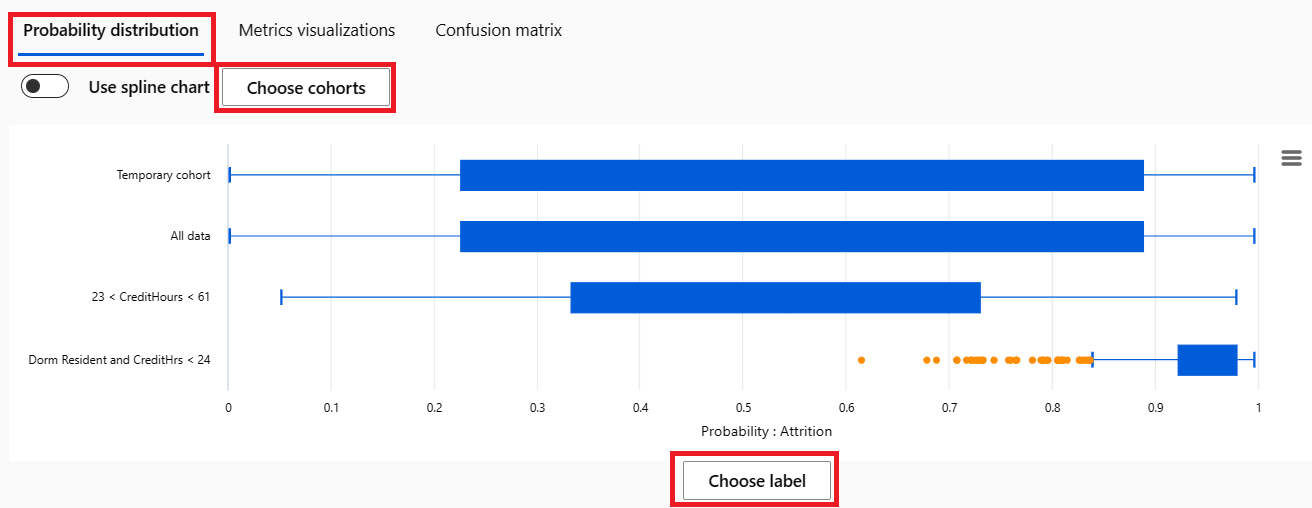 Probability distribution Metrics visualizations Confusion matrix
Use spline chart Choose cohorts
Temporary cohort
All data
23 < CreditHours < 61
Dorm Resident and CreditHrs < 24
0 0.1 0.2 0.3 0.4 0.5 0.6 0.7 0.8 0.9 1
Probability : Attrition
Choose label